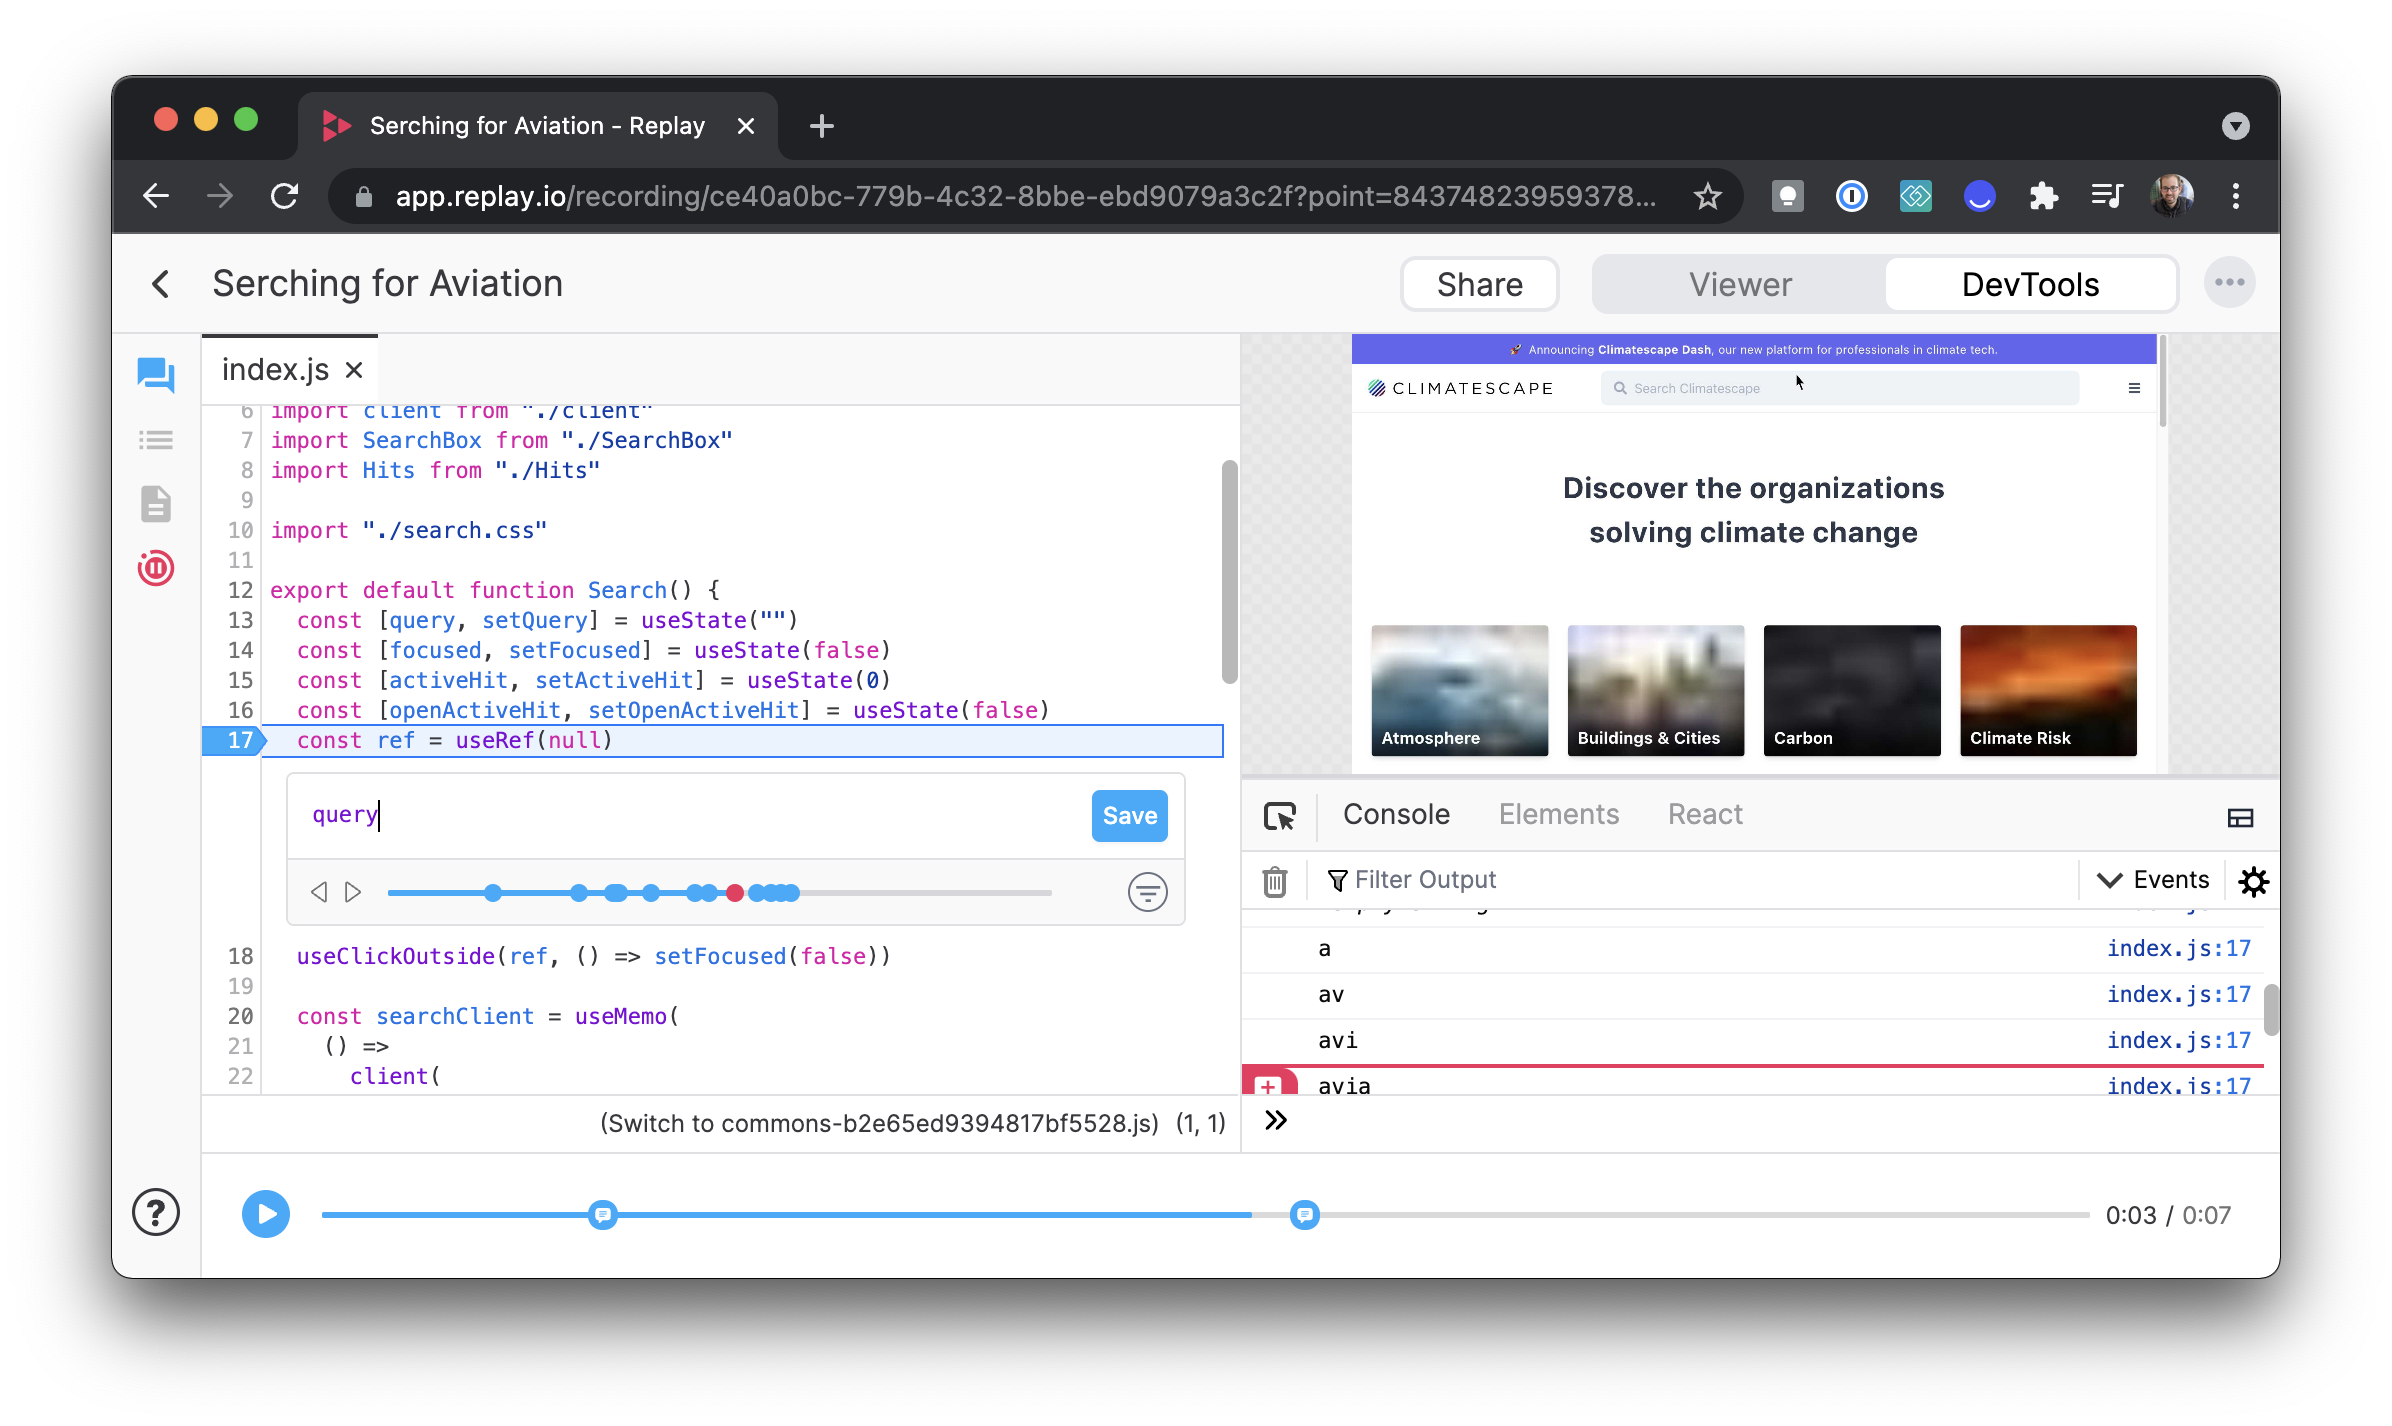 Serching for Aviation - Replay
app.replay.io/recording/ce40a0bc-779b-4c32-8bbe-ebd9079a3c2f?point=84374823959378...
Serching for Aviation
Share
Viewer
DevTools
index.js
6 import client from "./client"
7 import SearchBox from "./SearchBox"
8 import Hits from "./Hits"
9
10 import "./search.css"
11
12 export default function Search() {
13 const [query, setQuery] = useState("")
14 const [focused, setFocused] = useState(false)
15 const [activeHit, setActiveHit] = useState(0)
16 const [openActiveHit, setOpenActiveHit] = useState(false)
17 const ref = useRef(null)
query
Save
18 useClickOutside(ref, () => setFocused(false))
19
20 const searchClient = useMemo(
21 () =>
22 client(
(Switch to commons-b2e65ed9394817bf5528.js) (1, 1)
Announcing Climatescape Dash, our new platform for professionals in climate tech.
CLIMATESCAPE
Search Climatescape
Discover the organizations
solving climate change
Atmosphere
Buildings & Cities
Carbon
Climate Risk
Console
Elements
React
Filter Output
Events
a index.js:17
av index.js:17
avi index.js:17
avia index.js:17
0:03 / 0:07